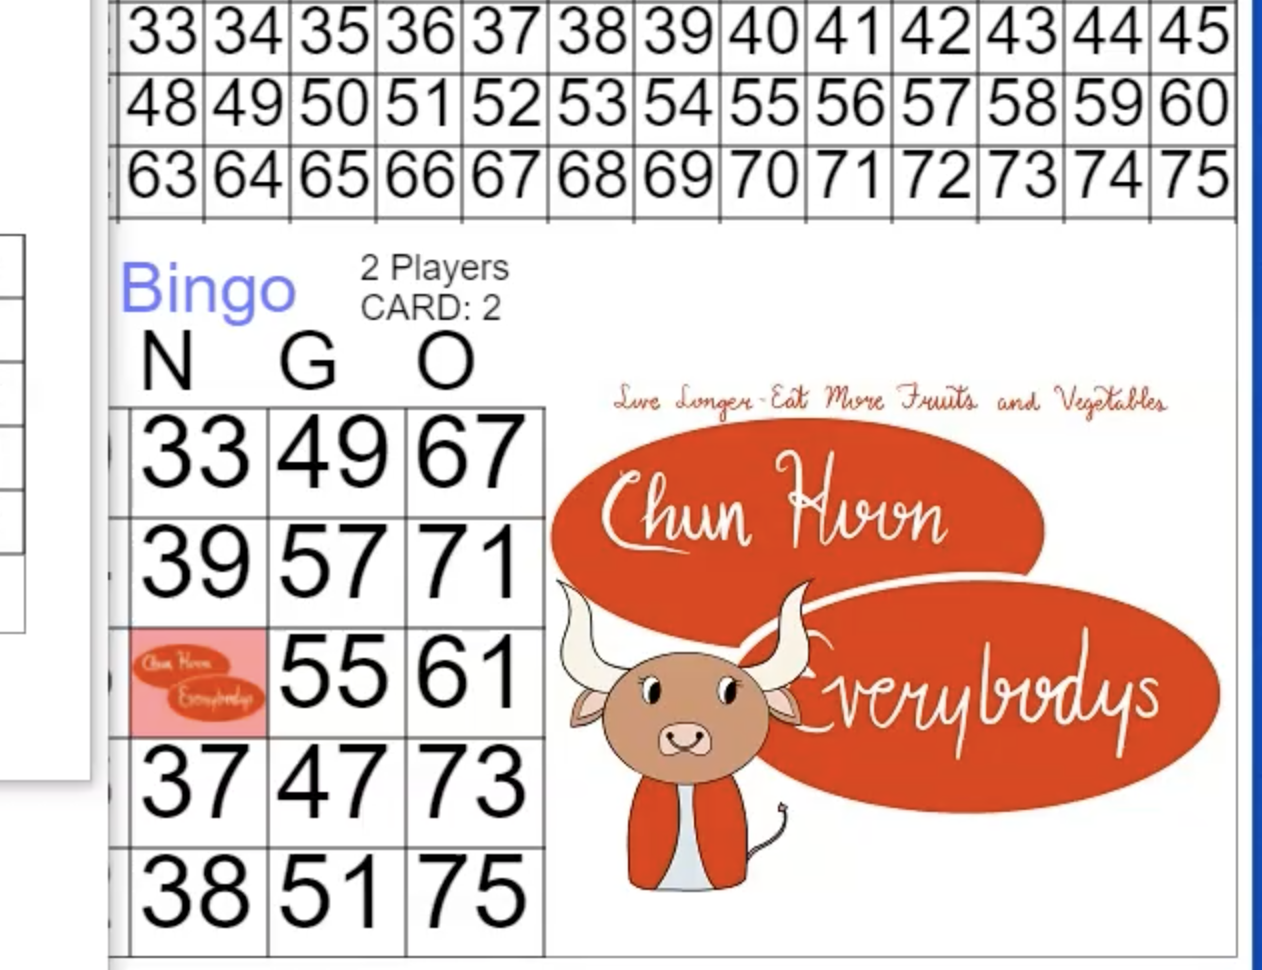 33 34 35 36 37 38 39 40 41 42 43 44 45
48 49 50 51 52 53 54 55 56 57 58 59 60
63 64 65 66 67 68 69 70 71 72 73 74 75
Bingo
2 Players
CARD: 2
N G O
33 49 67
39 57 71
Chun Hoon
Everybodys
55 61
37 47 73
38 51 75
Live Longer-Eat More Fruits and Vegetables
Chun Hoon
Everybodys